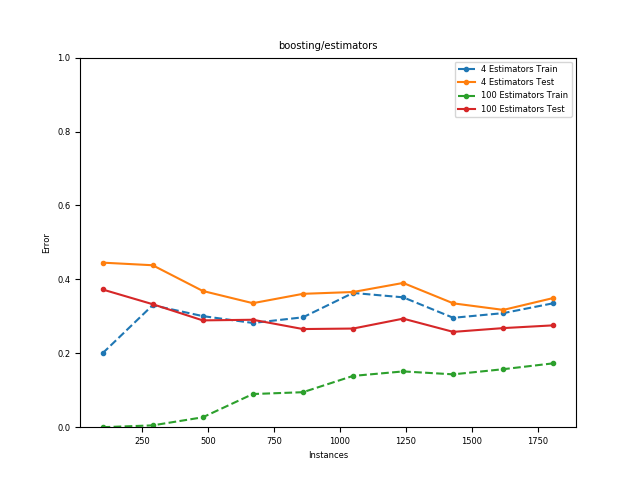 boosting/estimators
1.0
0.8
0.6
0.4
0.2
0.0
Error
4 Estimators Train
4 Estimators Test
100 Estimators Train
100 Estimators Test
250 500 750 1000 1250 1500 1750
Instances